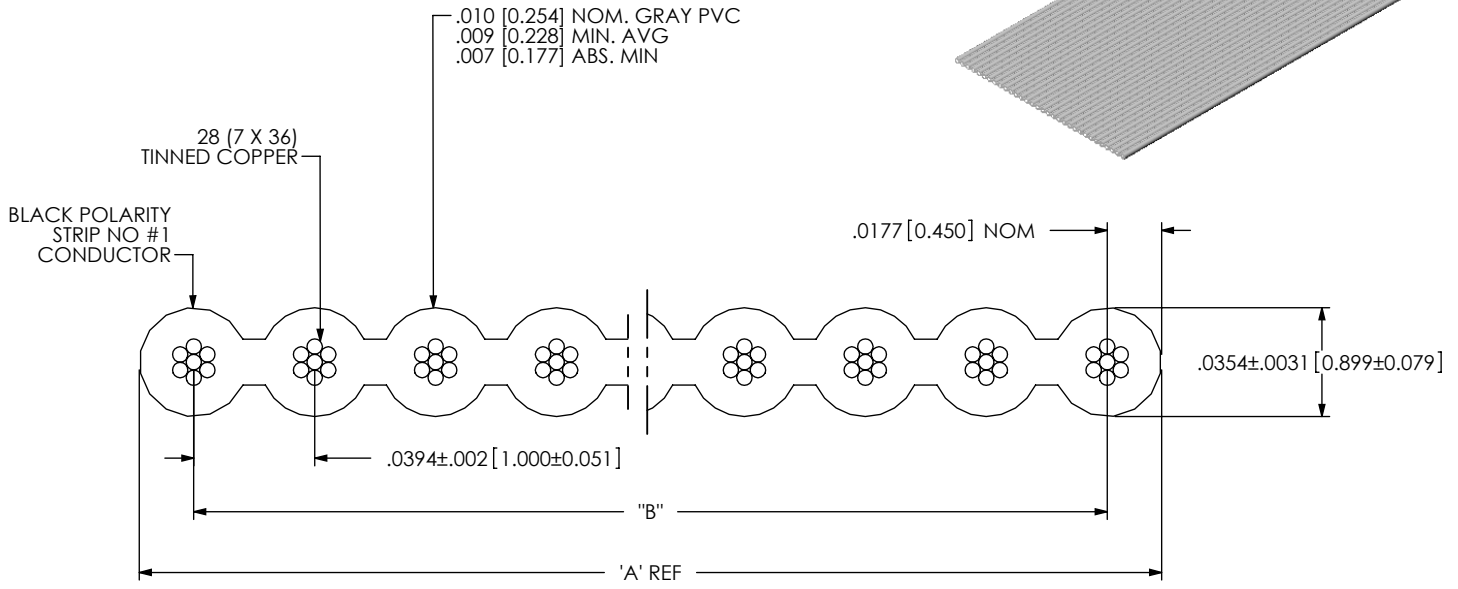 .010 [0.254] NOM. GRAY PVC
.009 [0.228] MIN. AVG
.007 [0.177] ABS. MIN
28 (7 X 36)
TINNED COPPER
BLACK POLARITY
STRIP NO #1
CONDUCTOR
.0177 [0.450] NOM
.0354±.0031 [0.899±0.079]
.0394±.002 [1.000±0.051]
"B"
'A' REF